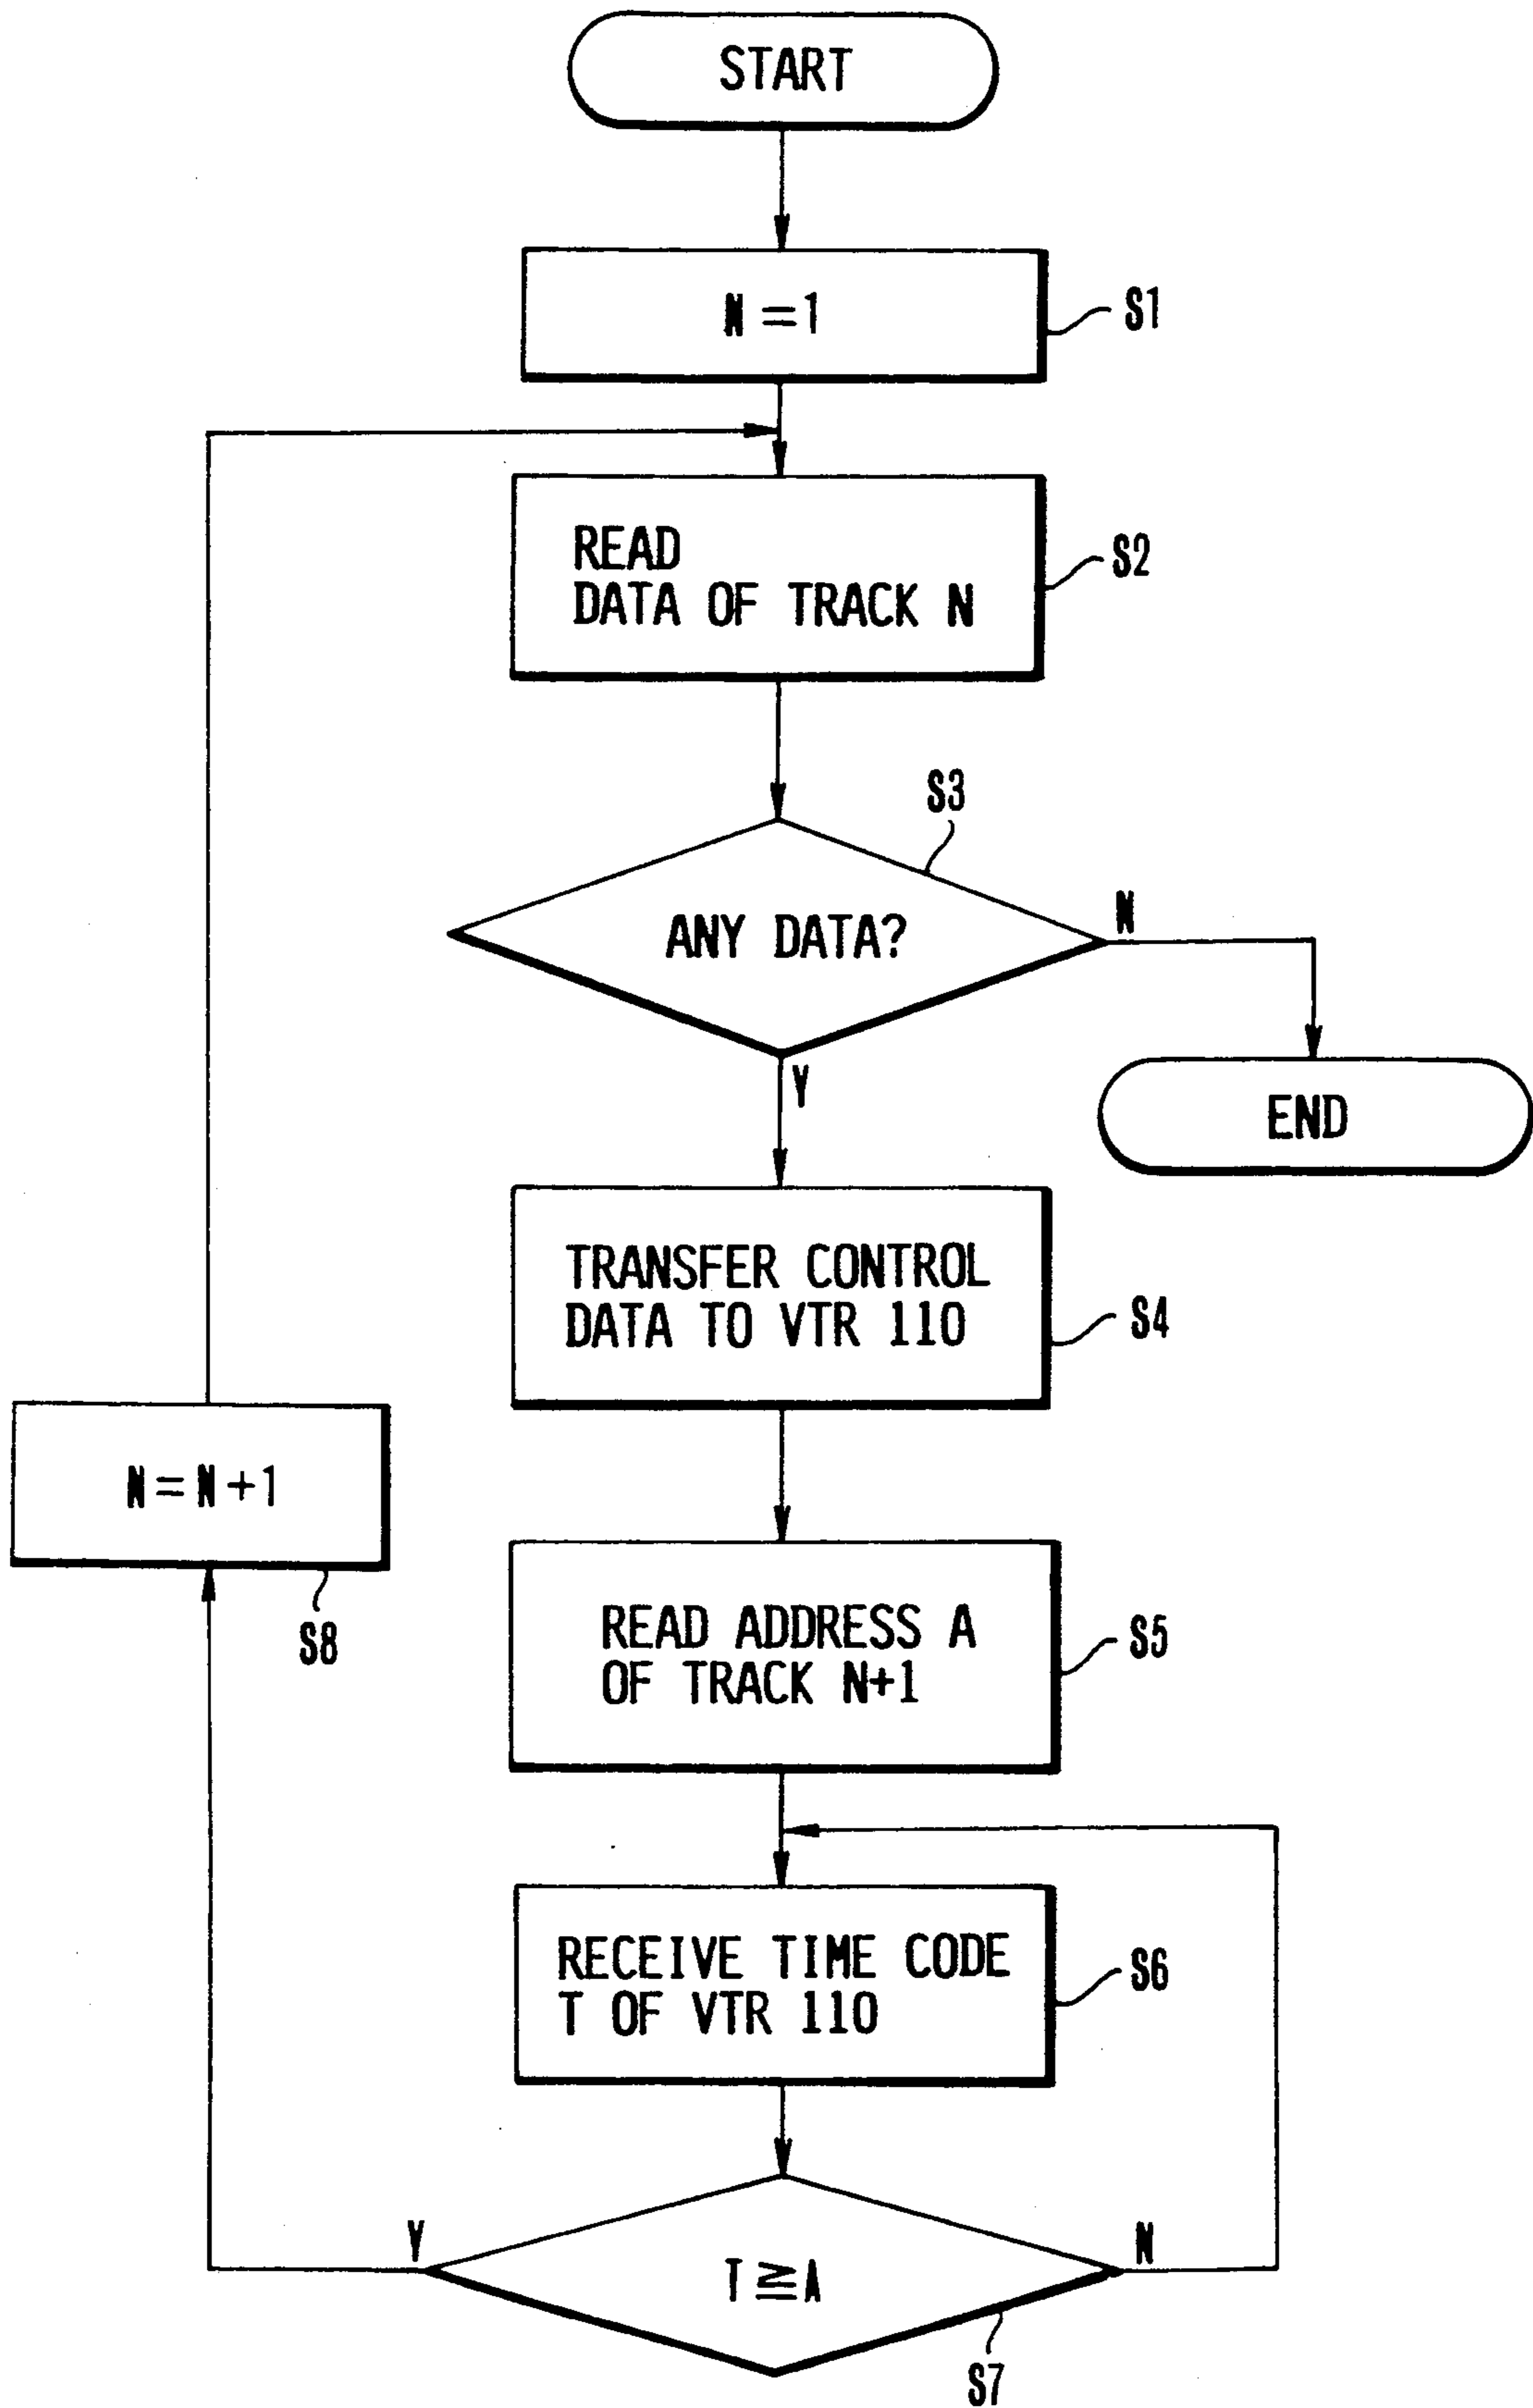 START
N=1
S1
READ
DATA OF TRACK N
S2
S3
ANY DATA?
N
Y
END
TRANSFER CONTROL
DATA TO VTR 110
S4
N=N+1
S8
READ ADDRESS A
OF TRACK N+1
S5
RECEIVE TIME CODE
T OF VTR 110
S6
Y
T≧A
N
S7